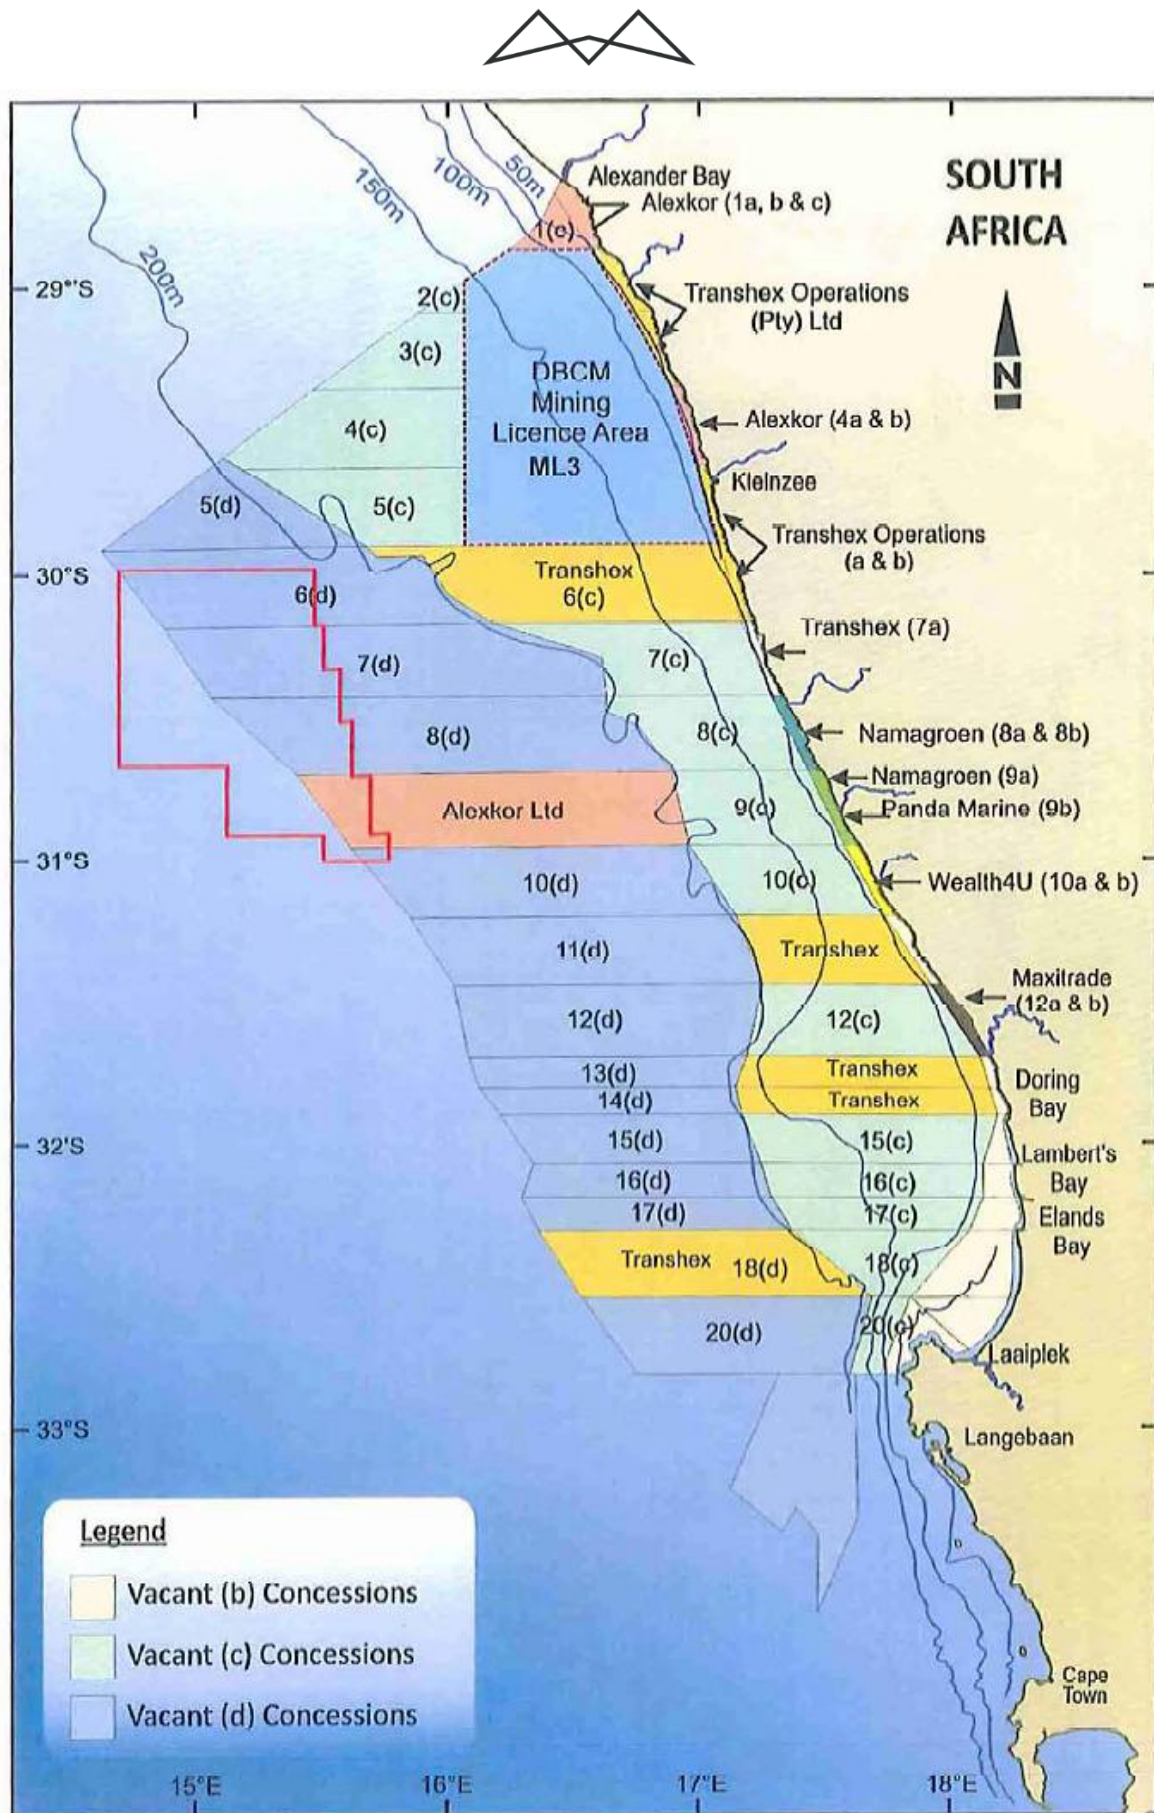 SOUTH
AFRICA
N
50m
100m
150m
200m
Alexander Bay
Alexkor (1a, b & c)
1(c)
29°S
2(c)
Transhex Operations
(Pty) Ltd
3(c)
DBCM
Mining
Licence Area
ML3
4(c)
Alexkor (4a & b)
Kleinzee
5(d)
5(c)
Transhex Operations
(a & b)
30°S
Transhex
6(c)
6(d)
Transhex (7a)
7(d)
7(c)
8(d)
8(c)
Namagroen (8a & 8b)
Namagroen (9a)
Alexkor Ltd
9(c)
Panda Marine (9b)
31°S
10(d)
10(c)
Wealth4U (10a & b)
11(d)
Transhex
Maxitrade
(12a & b)
12(d)
12(c)
13(d)
Transhex
Doring
Bay
14(d)
Transhex
32°S
15(d)
15(c)
Lambert's
Bay
16(d)
16(c)
17(d)
17(c)
Elands
Bay
Transhex 18(d)
18(c)
20(d)
20(c)
Laaiplek
33°S
Langebaan
Legend
Vacant (b) Concessions
Vacant (c) Concessions
Vacant (d) Concessions
Cape
Town
15°E
16°E
17°E
18°E